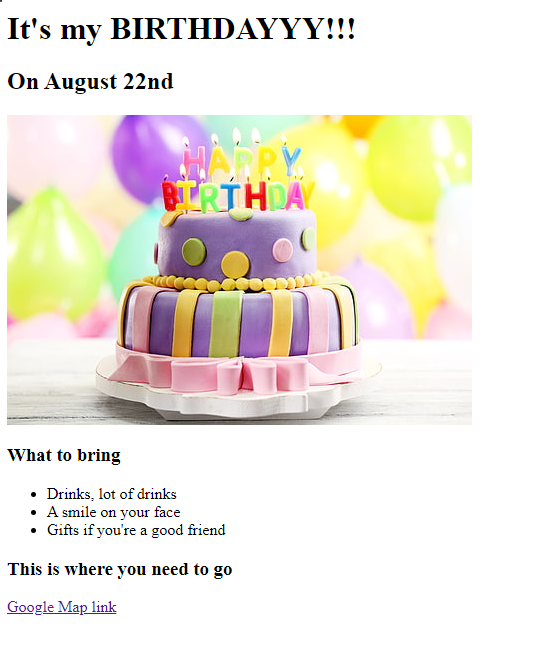 It's my BIRTHDAYYY!!!
On August 22nd
HAPPY
BIRTHDAY
What to bring
Drinks, lot of drinks
A smile on your face
Gifts if you're a good friend
This is where you need to go
Google Map link